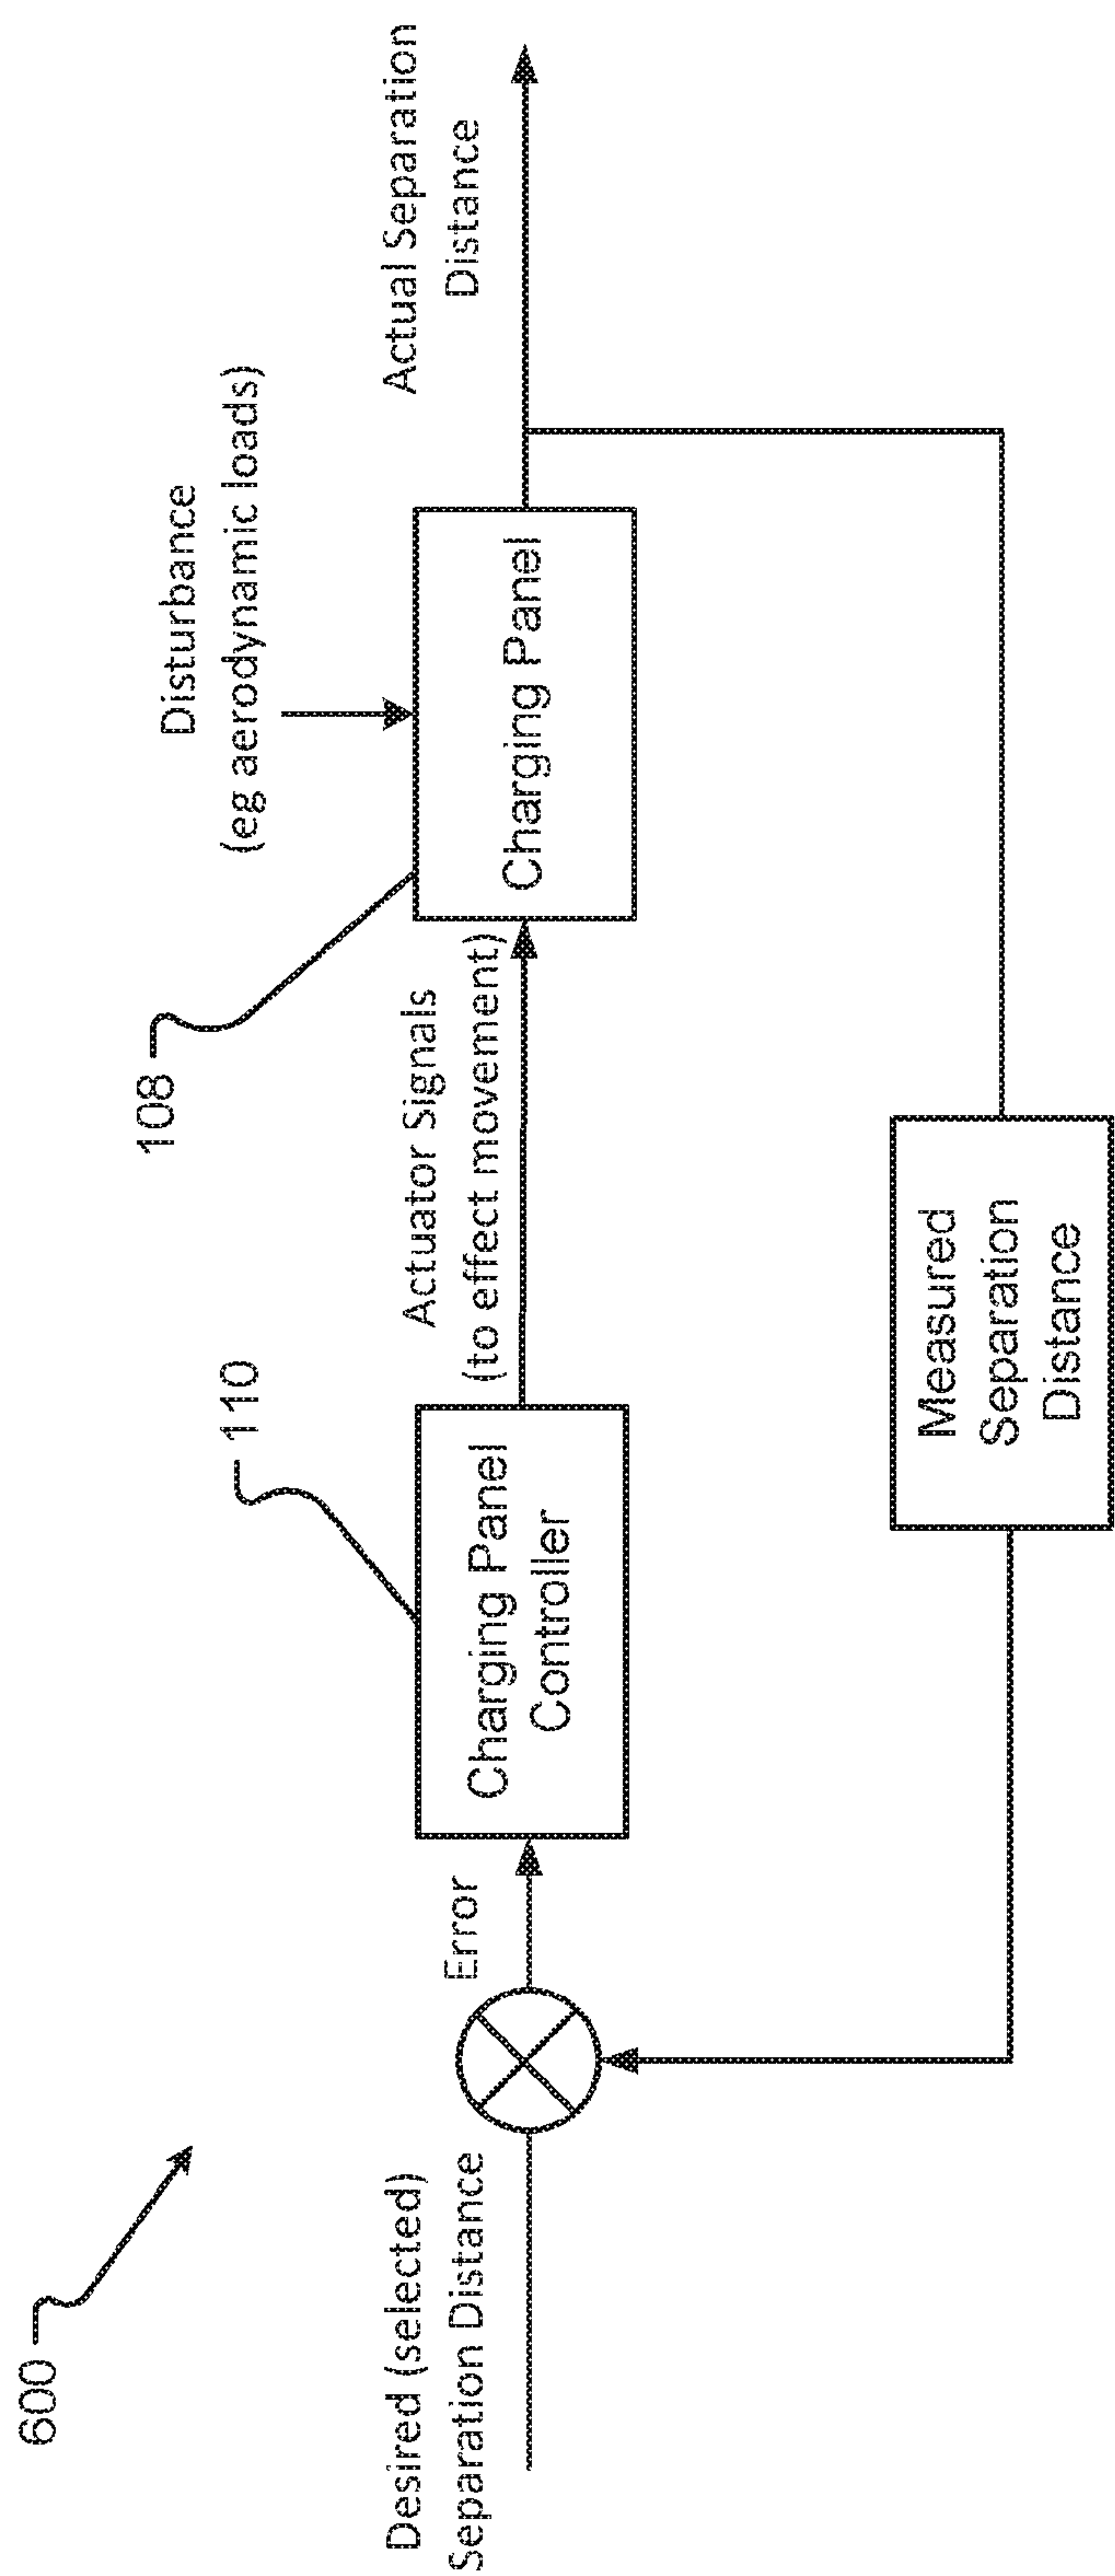 600
Desired (selected)
Separation Distance
Error
110
Charging Panel
Controller
Actuator Signals
(to effect movement)
108
Charging Panel
Disturbance
(eg aerodynamic loads)
Actual Separation
Distance
Measured
Separation
Distance